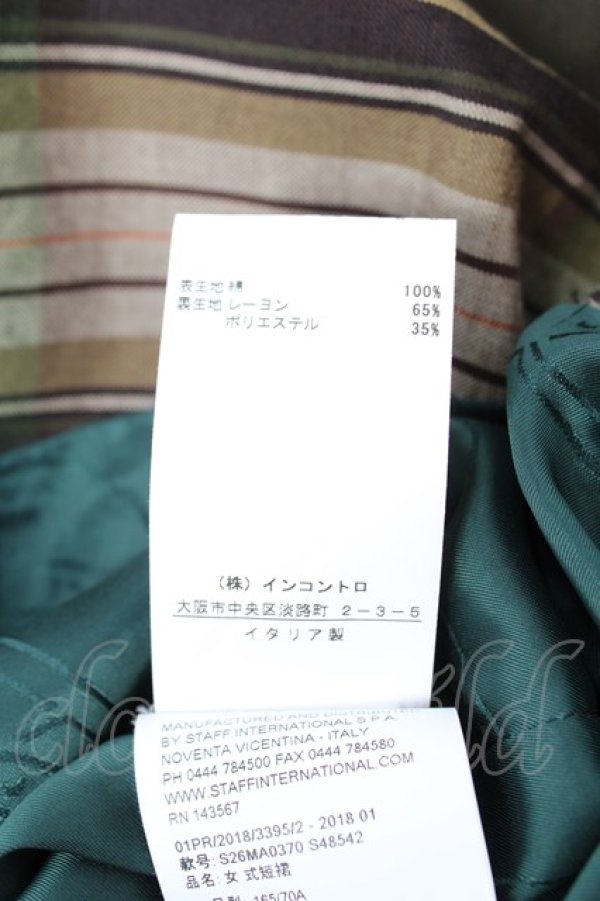 表生地 綿 100%
裏生地 レーヨン 65%
ポリエステル 35%
（株）インコントロ
大阪市中央区淡路町 2－3－5
イタリア製
MANUFACTURED AND DISTRIBUTED
BY STAFF INTERNATIONAL S.P.A.
NOVENTA VICENTINA - ITALY
PH 0444 784500 FAX 0444 784580
WWW.STAFFINTERNATIONAL.COM
RN 143567
01PR/2018/3395/2 - 2018 01
款号: S26MA0370 S48542
品名: 女 式短裙
165/70A